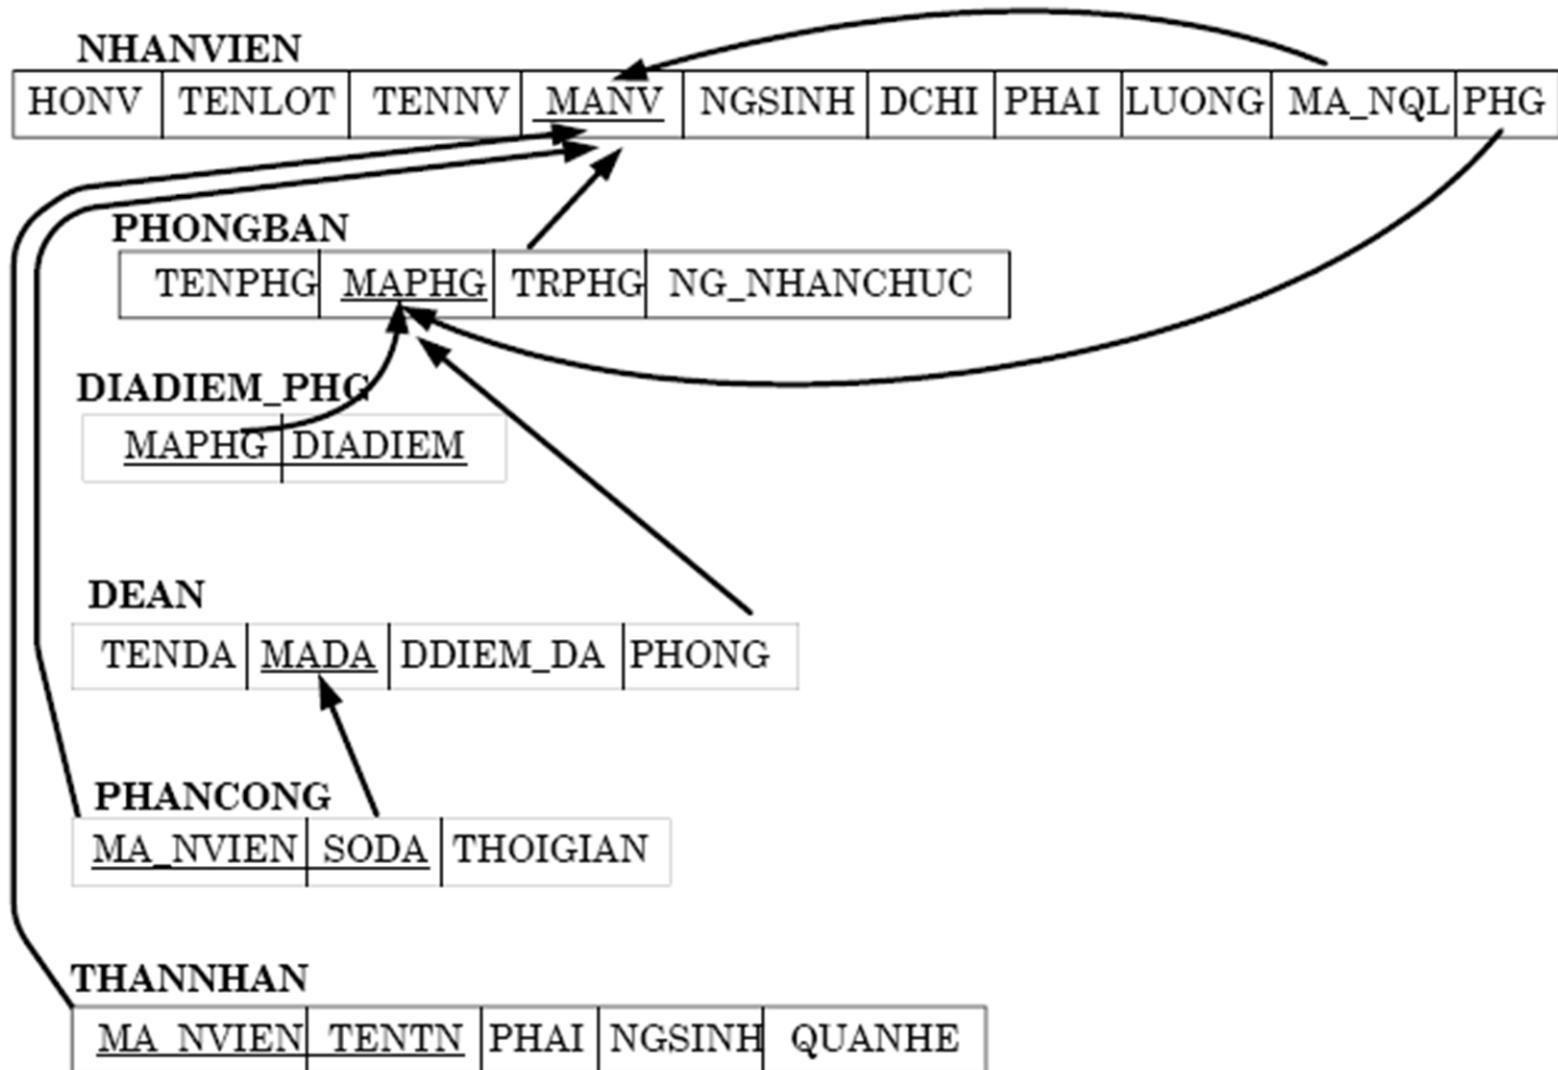 NHANVIEN
HONV TENLOT TENNV MANV NGSINH DCHI PHAI LUONG MA_NQL PHG
PHONGBAN
TENPHG MAPHG TRPHG NG_NHANCHUC
DIADIEM_PHG
MAPHG DIADIEM
DEAN
TENDA MADA DDIEM_DA PHONG
PHANCONG
MA_NVIEN SODA THOIGIAN
THANNHAN
MA_NVIEN TENTN PHAI NGSINH QUANHE